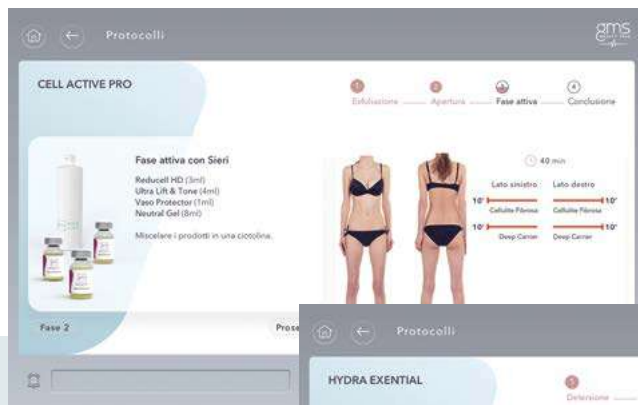 Protocolli
gms
CELL ACTIVE PRO
1 2 4
Esfoliazione Apertura Fase attiva Conclusione
Fase attiva con Sieri
Reducell HD (3ml)
Ultra Lift & Tone (4ml)
Vaso Protector (1ml)
Neutral Gel (8ml)
Miscelare i prodotti in una ciotolina.
40 min
Lato sinistro Lato destro
10' 10'
Cellulite Fibrosa Cellulite Fibrosa
10' 10'
Deep Carrier Deep Carrier
Fase 2
Prose
Protocolli
HYDRA EXENTIAL
1
Detersione